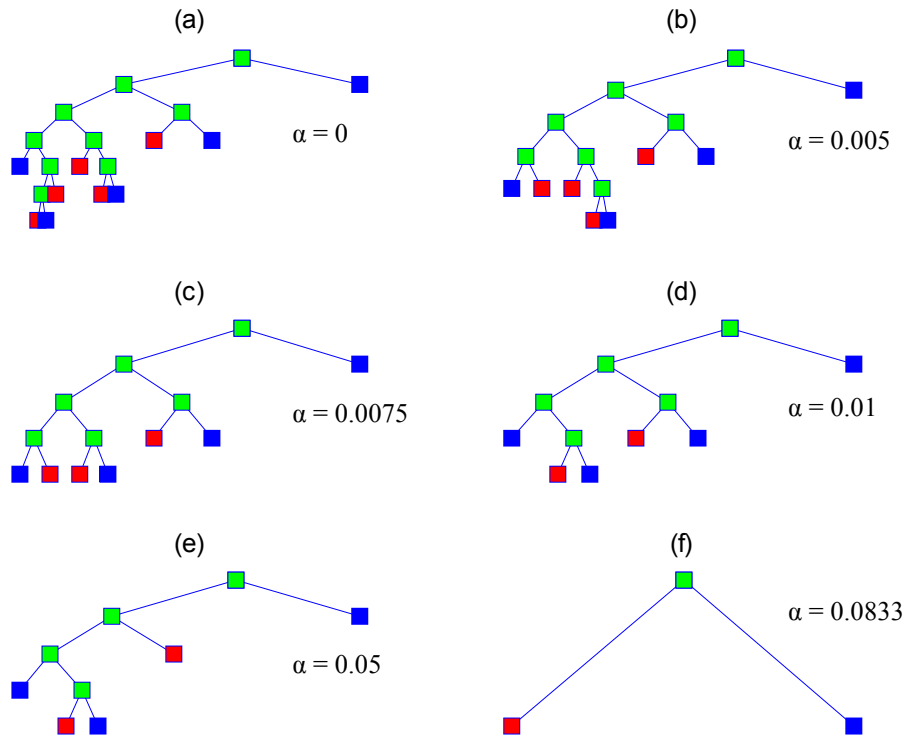 (a)
α = 0
(b)
α = 0.005
(c)
α = 0.0075
(d)
α = 0.01
(e)
α = 0.05
(f)
α = 0.0833